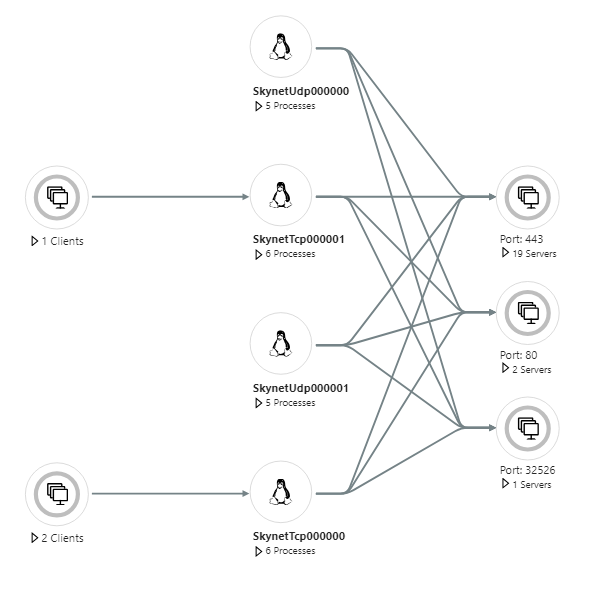 SkynetUdp000000
5 Processes
1 Clients
SkynetTcp000001
6 Processes
Port: 443
19 Servers
SkynetUdp000001
5 Processes
Port: 80
2 Servers
Port: 32526
1 Servers
2 Clients
SkynetTcp000000
6 Processes